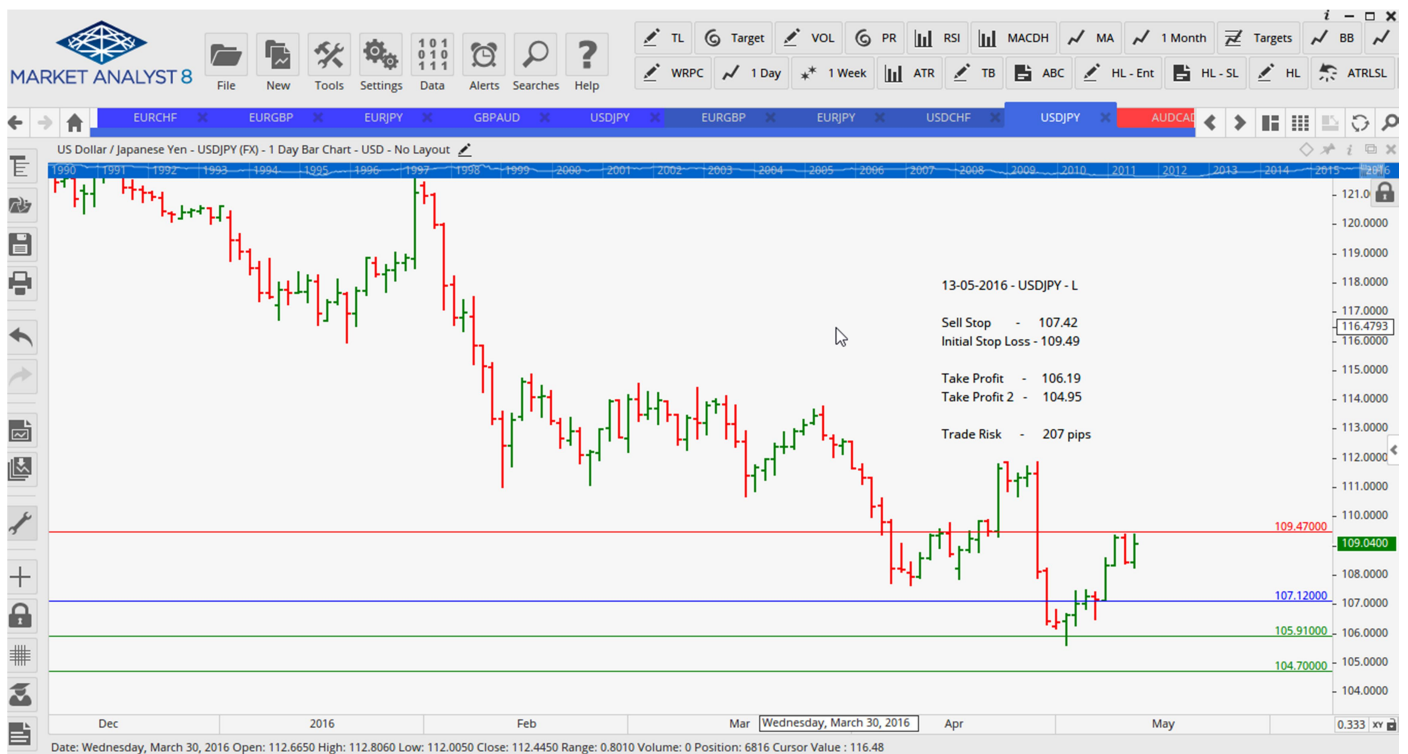 MARKET ANALYST 8
File
New
Tools
Settings
Data
Alerts
Searches
Help
101
010
111
TL
Target
VOL
PR
RSI
MACDH
MA
1 Month
Targets
BB
WRPC
1 Day
1 Week
ATR
TB
ABC
HL - Ent
HL - SL
HL
ATRLSL
EURCHF
EURGBP
EURJPY
GBPAUD
USDJPY
EURGBP
EURJPY
USDCHF
USDJPY
AUDCAD
US Dollar / Japanese Yen - USDJPY (FX) - 1 Day Bar Chart - USD - No Layout
1990 1991 1992 1993 1994 1995 1996 1997 1998 1999 2000 2001 2002 2003 2004 2005 2006 2007 2008 2009 2010 2011 2012 2013 2014 2015 2016
121.0
120.0000
119.0000
118.0000
117.0000
116.4793
116.0000
115.0000
114.0000
113.0000
112.0000
111.0000
110.0000
109.0400
108.0000
107.0000
106.0000
105.0000
104.0000
13-05-2016 - USDJPY - L
Sell Stop - 107.42
Initial Stop Loss - 109.49
Take Profit - 106.19
Take Profit 2 - 104.95
Trade Risk - 207 pips
109.47000
107.12000
105.91000
104.70000
Dec 2016 Feb Mar Wednesday, March 30, 2016 Apr May
0.333 XY
Date: Wednesday, March 30, 2016 Open: 112.6650 High: 112.8060 Low: 112.0050 Close: 112.4450 Range: 0.8010 Volume: 0 Position: 6816 Cursor Value : 116.48